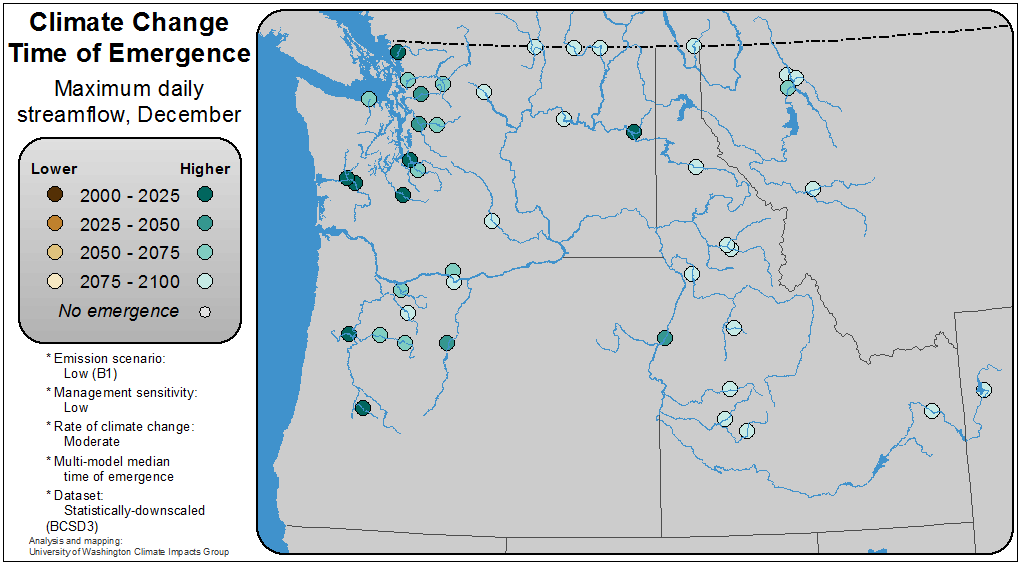 Climate Change
Time of Emergence
Maximum daily
streamflow, December
Lower Higher
2000 - 2025
2025 - 2050
2050 - 2075
2075 - 2100
No emergence
* Emission scenario:
Low (B1)
* Management sensitivity:
Low
* Rate of climate change:
Moderate
* Multi-model median
time of emergence
* Dataset:
Statistically-downscaled
(BCSD3)
Analysis and mapping:
University of Washington Climate Impacts Group